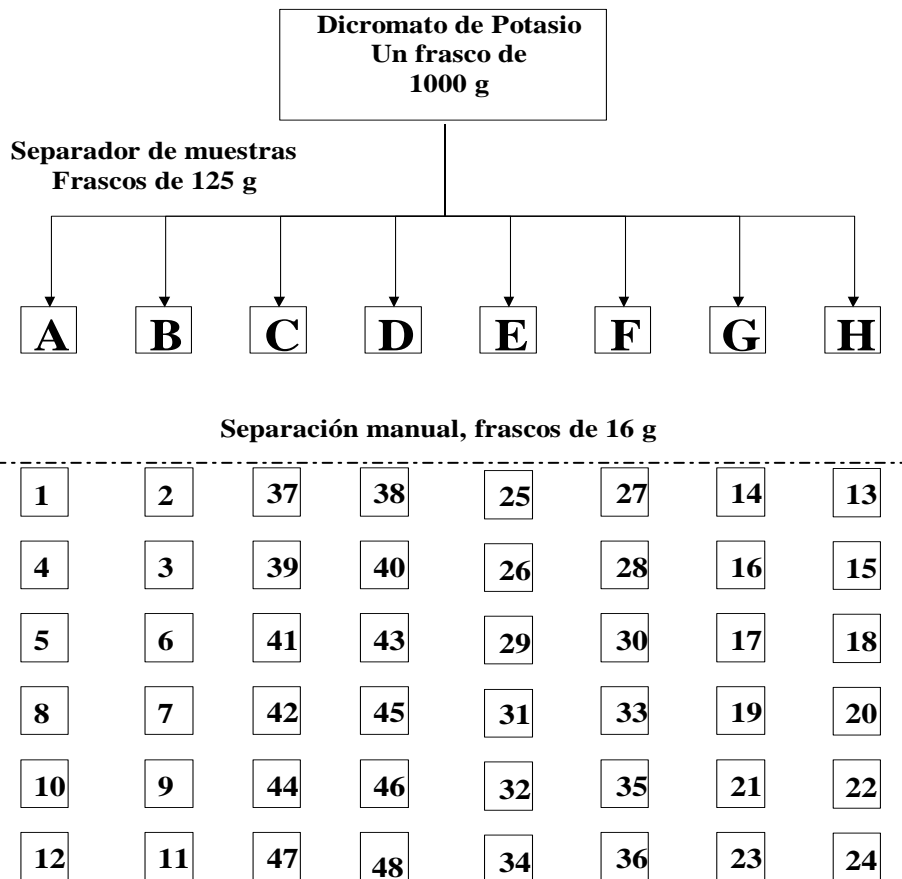 Dicromato de Potasio
Un frasco de
1000 g
Separador de muestras
Frascos de 125 g
A B C D E F G H
Separación manual, frascos de 16 g
1 2 37 38 25 27 14 13
4 3 39 40 26 28 16 15
5 6 41 43 29 30 17 18
8 7 42 45 31 33 19 20
10 9 44 46 32 35 21 22
12 11 47 48 34 36 23 24